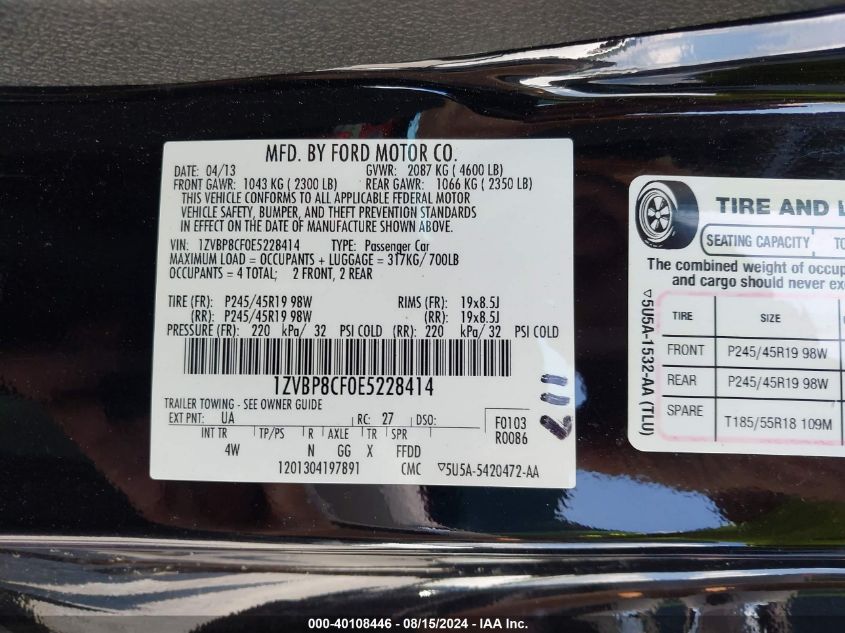 MFD. BY FORD MOTOR CO.
DATE: 04/13 GVWR: 2087 KG ( 4600 LB)
FRONT GAWR: 1043 KG ( 2300 LB) REAR GAWR: 1066 KG ( 2350 LB)
THIS VEHICLE CONFORMS TO ALL APPLICABLE FEDERAL MOTOR
VEHICLE SAFETY, BUMPER, AND THEFT PREVENTION STANDARDS
IN EFFECT ON THE DATE OF MANUFACTURE SHOWN ABOVE.
VIN: 1ZVBP8CF0E5228414 TYPE: Passenger Car
MAXIMUM LOAD = OCCUPANTS + LUGGAGE = 317KG/ 700LB
OCCUPANTS = 4 TOTAL; 2 FRONT, 2 REAR
TIRE (FR): P245/45R19 98W RIMS (FR): 19x8.5J
(RR): P245/45R19 98W (RR): 19x8.5J
PRESSURE (FR): 220 kPa/ 32 PSI COLD (RR): 220 kPa/ 32 PSI COLD
1ZVBP8CF0E5228414
TRAILER TOWING - SEE OWNER GUIDE
EXT PNT: UA RC: 27 DSO: F0103
INT TR TP/PS R AXLE TR SPR R0086
4W N GG X FFDD
1201304197891 CMC ▽5U5A-5420472-AA
TIRE AND L
SEATING CAPACITY TO
The combined weight of occup
and cargo should never exc
▽5U5A-1532-AA (TLU)
TIRE SIZE
FRONT P245/45R19 98W
REAR P245/45R19 98W
SPARE T185/55R18 109M
000-40108446 - 08/15/2024 - IAA Inc.